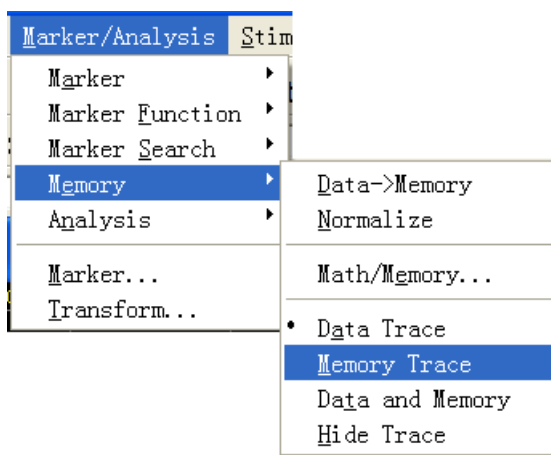 Marker/Analysis Stim
Marker
Marker Function
Marker Search
Memory
Analysis
Marker...
Transform...
Data->Memory
Normalize
Math/Memory...
Data Trace
Memory Trace
Data and Memory
Hide Trace